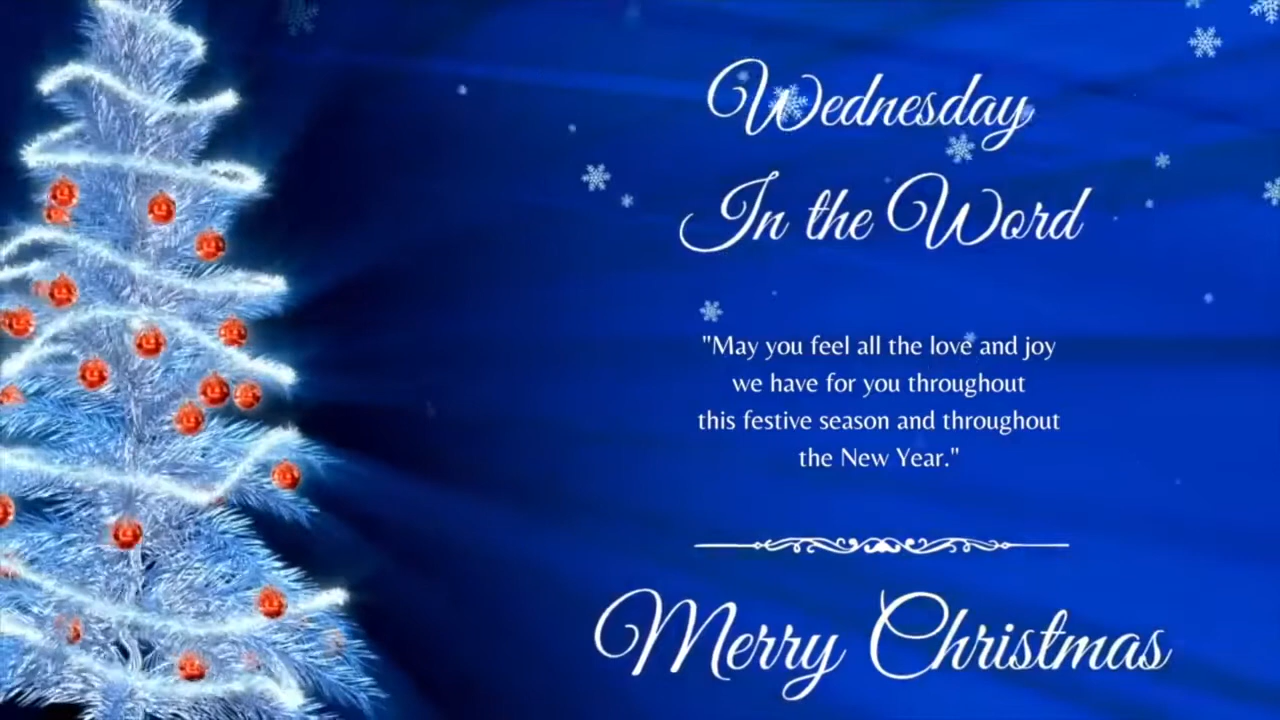 Wednesday
In the Word
"May you feel all the love and joy
we have for you throughout
this festive season and throughout
the New Year."
Merry Christmas